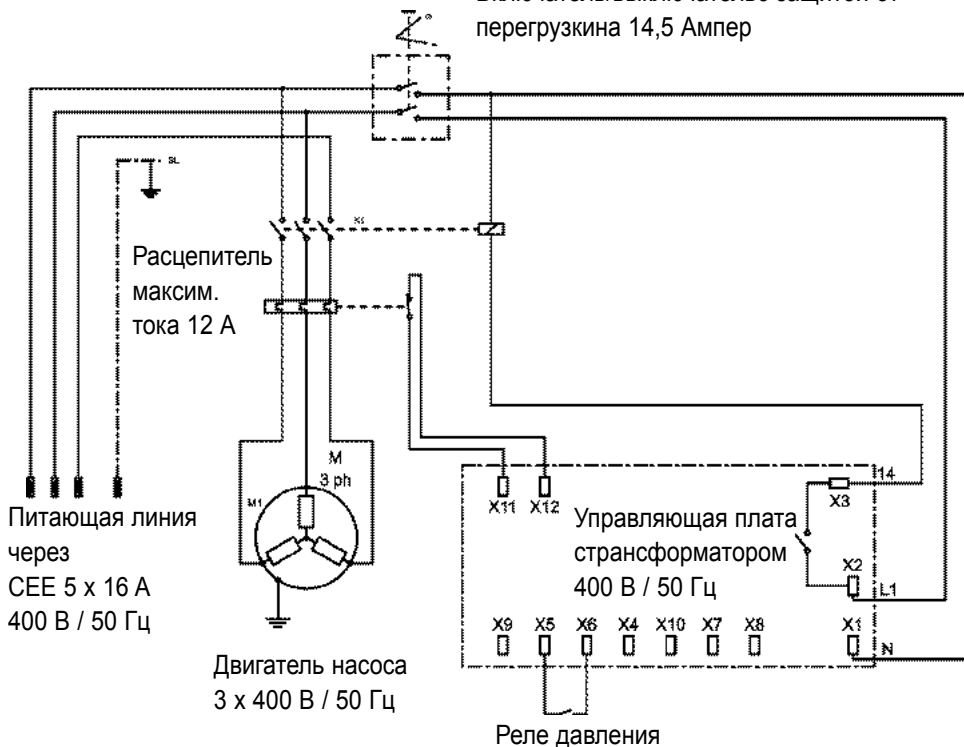 перегрузкина 14,5 Ампер
SL
Расцепитель
максим.
тока 12 А
M
3 ph
M1
14
X11 X12
X3
Управляющая плата
странсформатором
400 В / 50 Гц
X2
L1
Питающая линия
через
CEE 5 x 16 A
400 В / 50 Гц
X9 X5 X6 X4 X10 X7 X8 X1
N
Двигатель насоса
3 x 400 В / 50 Гц
Реле давления